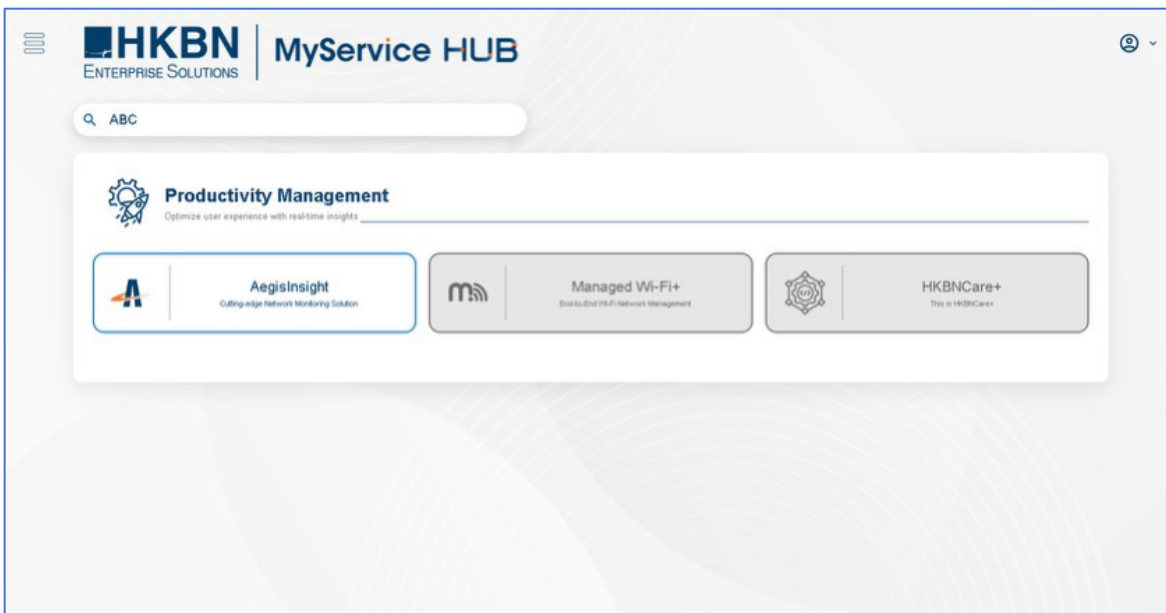 HKBN
ENTERPRISE SOLUTIONS
MyService HUB
ABC
Productivity Management
Optimize user experience with real-time insights
AegisInsight
Cutting-edge Network Monitoring Solution
Managed Wi-Fi+
End-to-End Wi-Fi Network Management
HKBNCare+
This is HKBNCare+